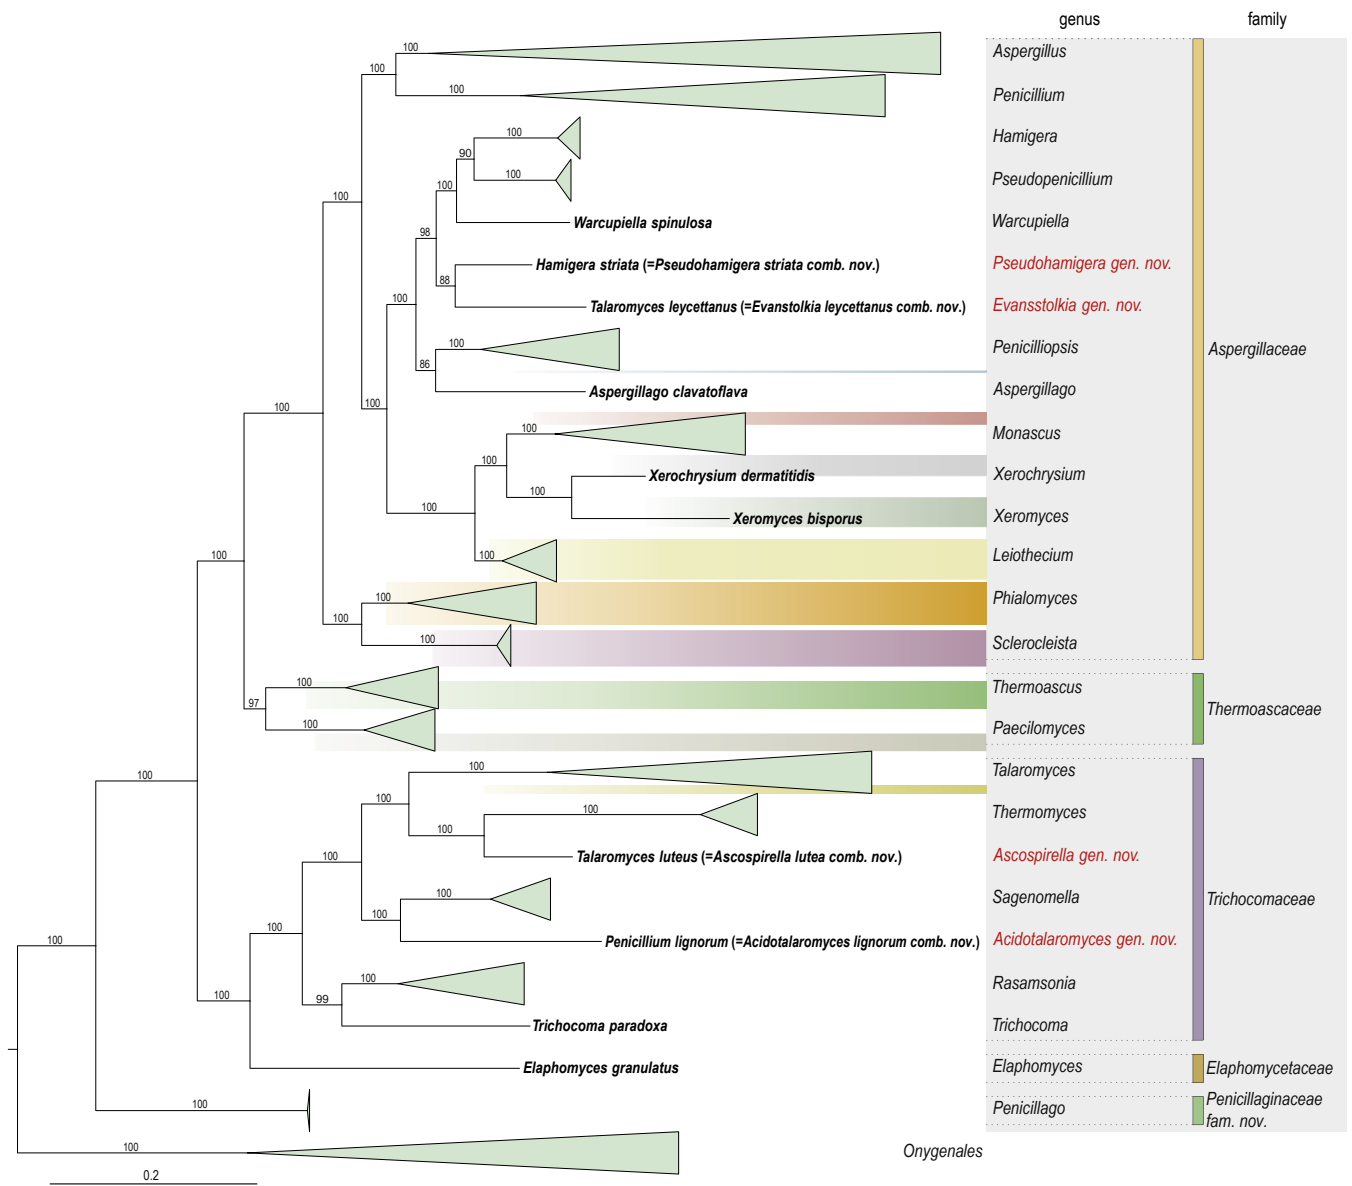 genus family
100 Aspergillus
100
100 Penicillium
100 Hamigera
90
100 Pseudopenicillium
100
100
Warcupiella spinulosa Warcupiella
98
Hamigera striata (=Pseudohamigera striata comb. nov.) Pseudohamigera gen. nov.
88
100
Talaromyces leycettanus (=Evanstolkia leycettanus comb. nov.) Evansstolkia gen. nov.
100 Penicilliopsis Aspergillaceae
86
Aspergillago clavatoflava Aspergillago
100
100
100 Monascus
100
Xerochrysium dermatitidis Xerochrysium
100
100
Xeromyces bisporus Xeromyces
100 Leiothecium
100
100 Phialomyces
100
100 Sclerocleista
100 Thermoascus
97 Thermoascaceae
100 Paecilomyces
100 Talaromyces
100
100
100 Thermomyces
100
Talaromyces luteus (=Ascospirella lutea comb. nov.) Ascospirella gen. nov.
100
100 Sagenomella Trichocomaceae
100
100
Penicillium lignorum (=Acidotalaromyces lignorum comb. nov.) Acidotalaromyces gen. nov.
100
100 Rasamsonia
99
100
Trichocoma paradoxa Trichocoma
Elaphomyces granulatus Elaphomyces Elaphomycetaceae
100 Penicillago Penicillaginaceae
fam. nov.
100 Onygenales
0.2